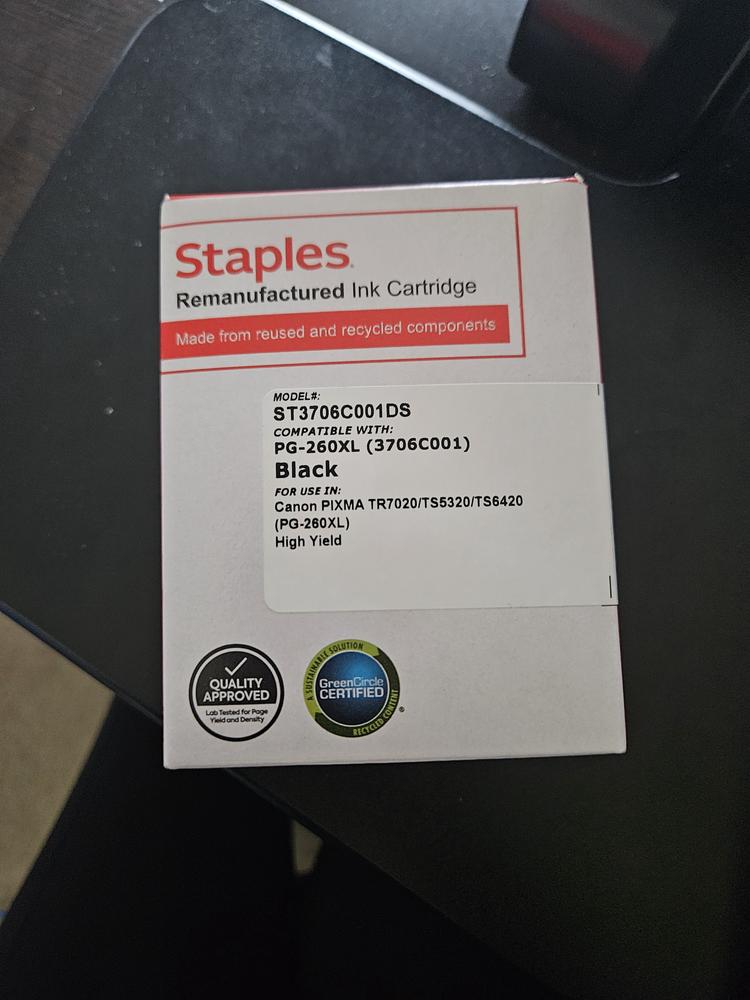 Staples.
Remanufactured Ink Cartridge
Made from reused and recycled components
MODEL#:
ST3706C001DS
COMPATIBLE WITH:
PG-260XL (3706C001)
Black
FOR USE IN:
Canon PIXMA TR7020/TS5320/TS6420
(PG-260XL)
High Yield
QUALITY
APPROVED
Lab Tested for Page
Yield and Density
A SUSTAINABLE SOLUTION
GreenCircle
CERTIFIED
RECYCLED CONTENT
®